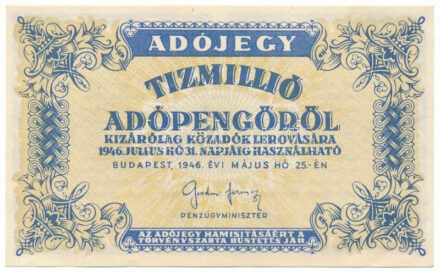 ADÓJEGY
TIZMILLIÓ
ADÓPENGŐRŐL
KIZÁRÓLAG KÖZADÓK LEROVÁSÁRA
1946. JULIUS HÓ 31. NAPJÁIG HASZNÁLHATÓ
BUDAPEST, 1946. ÉVI MÁJUS HÓ 25.-ÉN
PÉNZÜGYMINISZTER
AZ ADÓJEGY HAMISITÁSÁÉRT A
TÖRVÉNYSZABTA BÜNTETÉS JÁR